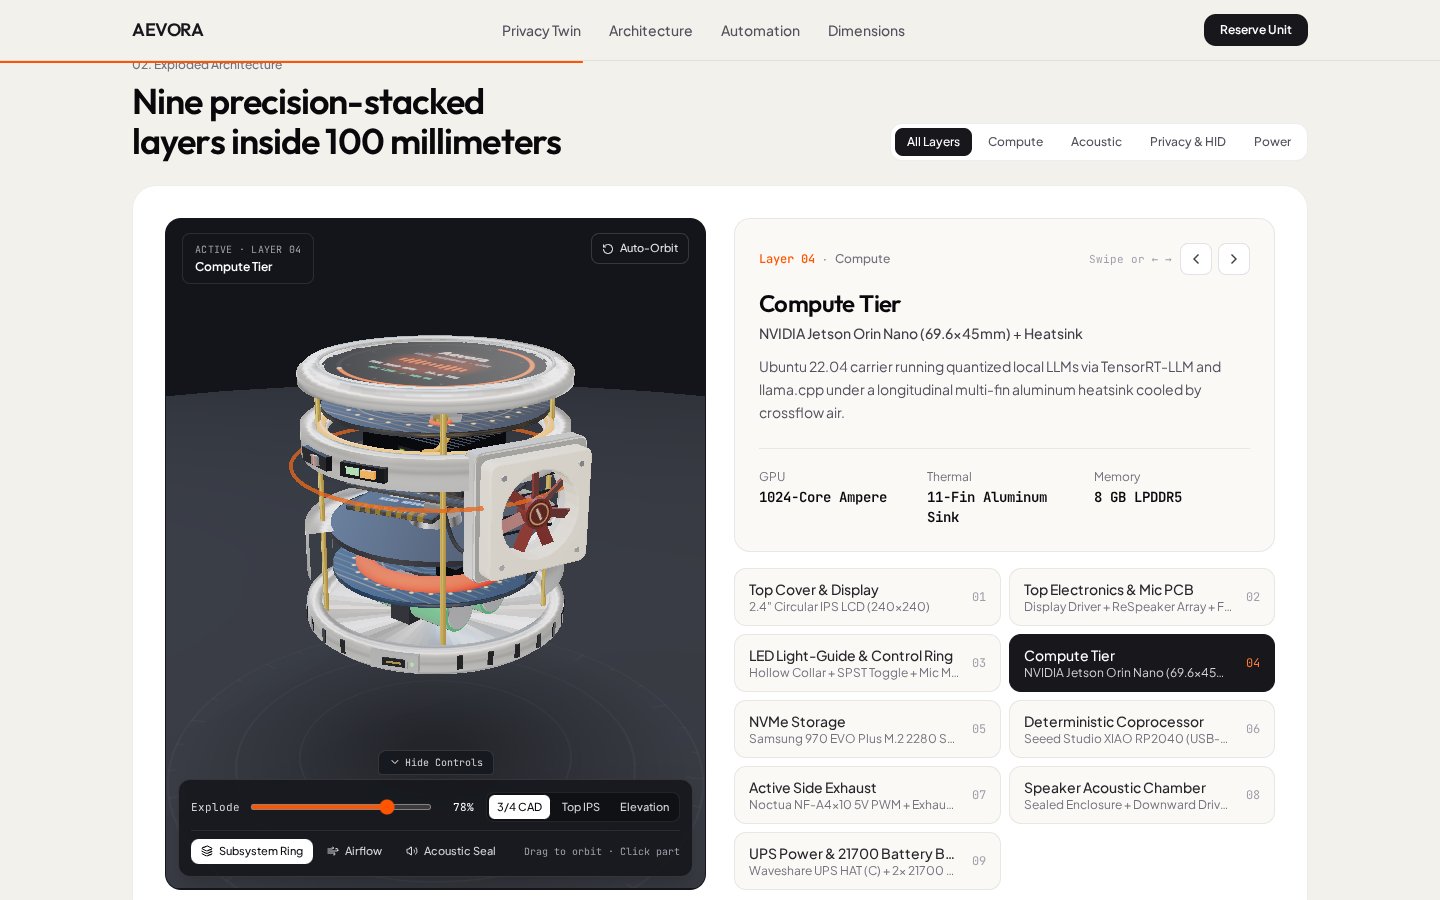 AEVORA
Privacy Twin
Architecture
Automation
Dimensions
Reserve Unit
02. Exploded Architecture
Nine precision-stacked
layers inside 100 millimeters
All Layers
Compute
Acoustic
Privacy & HID
Power
ACTIVE · LAYER 04
Compute Tier
Auto-Orbit
Hide Controls
Explode
78%
3/4 CAD
Top IPS
Elevation
Subsystem Ring
Airflow
Acoustic Seal
Drag to orbit · Click part
Layer 04 · Compute
Swipe or ← →
Compute Tier
NVIDIA Jetson Orin Nano (69.6×45mm) + Heatsink
Ubuntu 22.04 carrier running quantized local LLMs via TensorRT-LLM and
llama.cpp under a longitudinal multi-fin aluminum heatsink cooled by
crossflow air.
GPU
1024-Core Ampere
Thermal
11-Fin Aluminum
Sink
Memory
8 GB LPDDR5
Top Cover & Display
2.4" Circular IPS LCD (240×240)
01
Top Electronics & Mic PCB
Display Driver + ReSpeaker Array + F…
02
LED Light-Guide & Control Ring
Hollow Collar + SPST Toggle + Mic M…
03
Compute Tier
NVIDIA Jetson Orin Nano (69.6×45…
04
NVMe Storage
Samsung 970 EVO Plus M.2 2280 S…
05
Deterministic Coprocessor
Seeed Studio XIAO RP2040 (USB-…
06
Active Side Exhaust
Noctua NF-A4×10 5V PWM + Exhau…
07
Speaker Acoustic Chamber
Sealed Enclosure + Downward Driv…
08
UPS Power & 21700 Battery B…
Waveshare UPS HAT (C) + 2× 21700 …
09